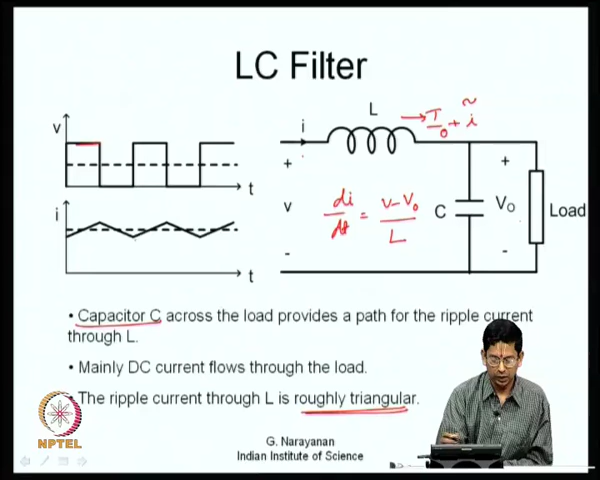 LC Filter
v
t
i
t
i
+
v
-
L
→ I₀ + ĩ
di/dt = (v - V₀)/L
C
+
Vo
-
Load
• Capacitor C across the load provides a path for the ripple current
through L.
• Mainly DC current flows through the load.
• The ripple current through L is roughly triangular.
NPTEL
G. Narayanan
Indian Institute of Science